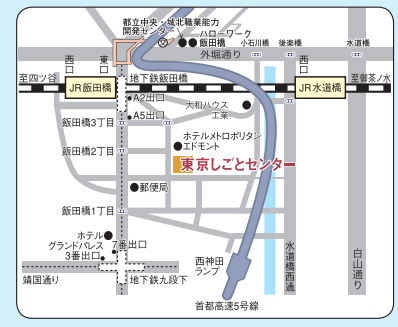 都立中央・城北職業能力
開発センター
ハローワーク
飯田橋
小石川橋
後楽橋
水道橋
外堀通り
西口
東口
西口
至四ツ谷
地下鉄飯田橋
至御茶ノ水
JR飯田橋
JR水道橋
A2出口
大和ハウス
工業
A5出口
飯田橋3丁目
ホテルメトロポリタン
エドモント
飯田橋2丁目
東京しごとセンター
郵便局
飯田橋1丁目
ホテル
グランドパレス
7番出口
3番出口
西神田
ランプ
水道橋西通
白山通り
靖国通り
地下鉄九段下
首都高速5号線